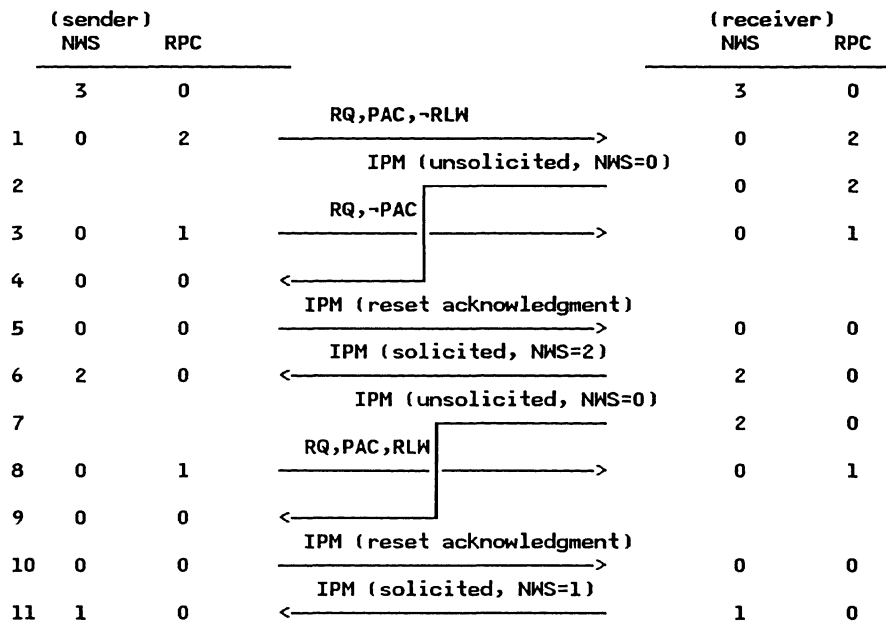 (sender) (receiver)
NWS RPC NWS RPC
3 0 3 0
RQ,PAC,¬RLW
1 0 2 0 2
IPM (unsolicited, NWS=0)
2 0 2
RQ,¬PAC
3 0 1 0 1
4 0 0
IPM (reset acknowledgment)
5 0 0 0 0
IPM (solicited, NWS=2)
6 2 0 2 0
IPM (unsolicited, NWS=0)
7 2 0
RQ,PAC,RLW
8 0 1 0 1
9 0 0
IPM (reset acknowledgment)
10 0 0 0 0
IPM (solicited, NWS=1)
11 1 0 1 0